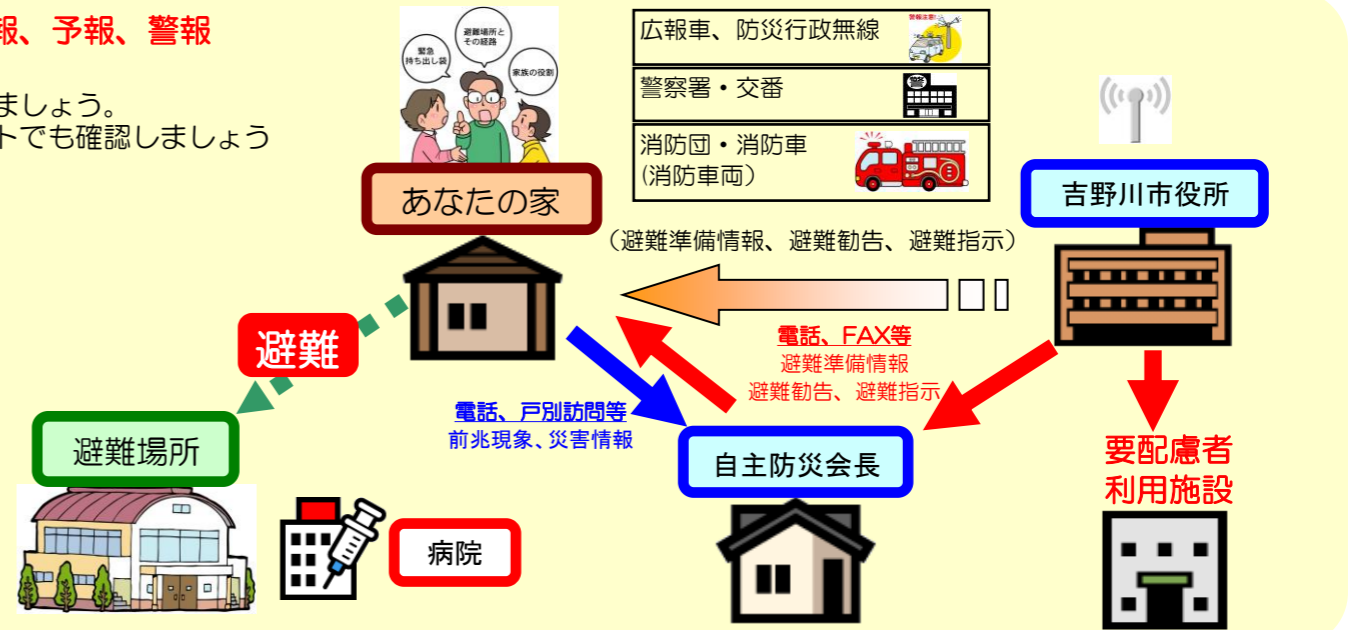 報、予報、警報
ましょう。
トでも確認しましょう
緊急
持ち出し袋
避難場所と
その経路
家族の役割
広報車、防災行政無線
警報注意!
警察署・交番
警
消防団・消防車
(消防車両)
あなたの家
吉野川市役所
(避難準備情報、避難勧告、避難指示)
避難
電話、FAX等
避難準備情報
避難勧告、避難指示
電話、戸別訪問等
前兆現象、災害情報
避難場所
自主防災会長
要配慮者
利用施設
病院